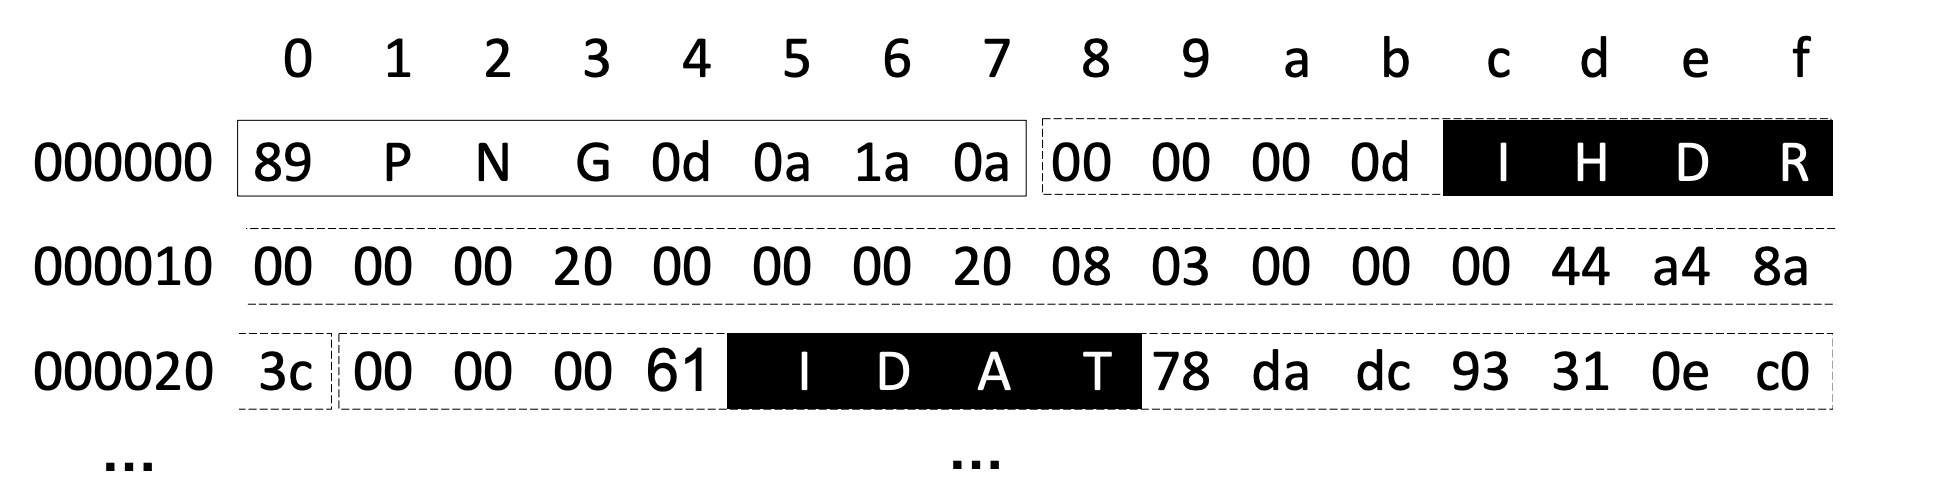 0 1 2 3 4 5 6 7 8 9 a b c d e f
000000 89 P N G 0d 0a 1a 0a 00 00 00 0d I H D R
000010 00 00 00 20 00 00 00 20 08 03 00 00 00 44 a4 8a
000020 3c 00 00 00 61 I D A T 78 da dc 93 31 0e c0
... ...